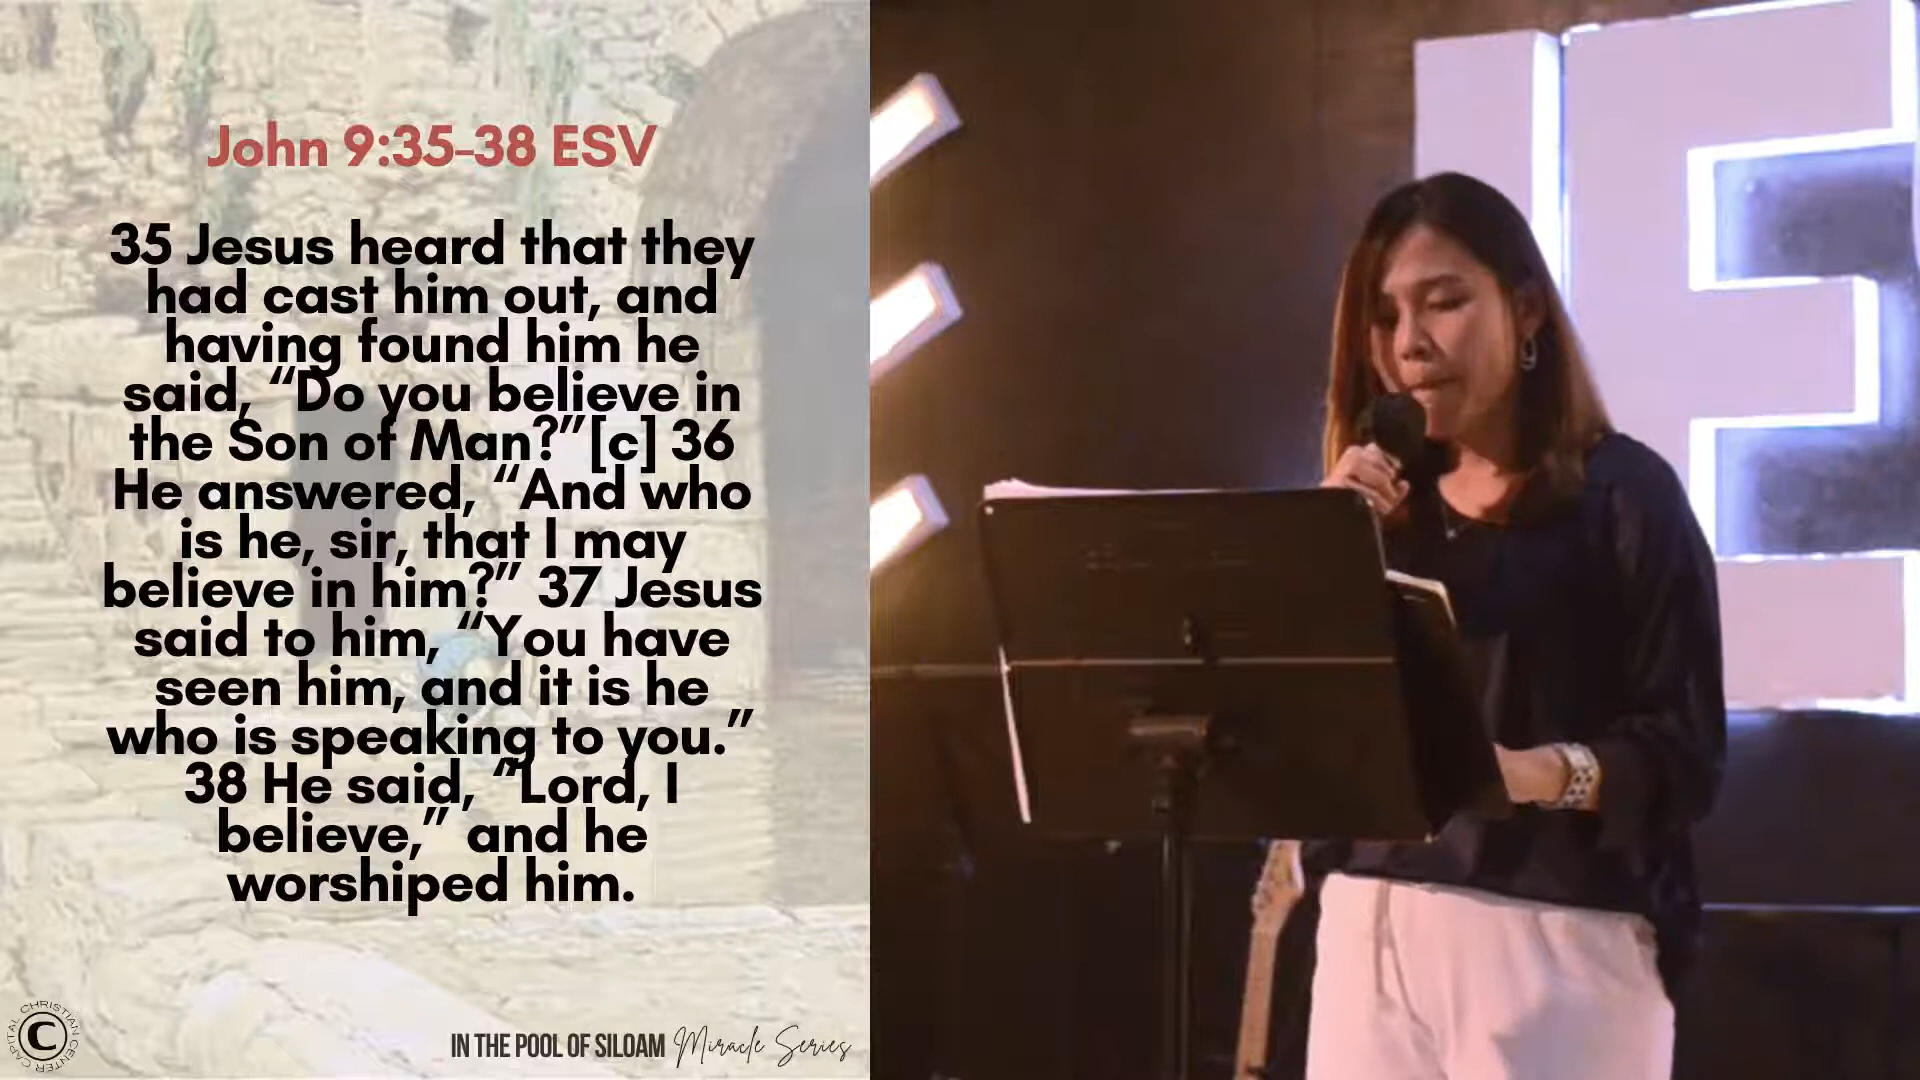 John 9:35-38 ESV
35 Jesus heard that they
had cast him out, and
having found him he
said, “Do you believe in
the Son of Man?”[c] 36
He answered, “And who
is he, sir, that I may
believe in him?” 37 Jesus
said to him, “You have
seen him, and it is he
who is speaking to you.”
38 He said, “Lord, I
believe,” and he
worshiped him.
CAPITAL CHRISTIAN CENTER
C
IN THE POOL OF SILOAM Miracle Series
E